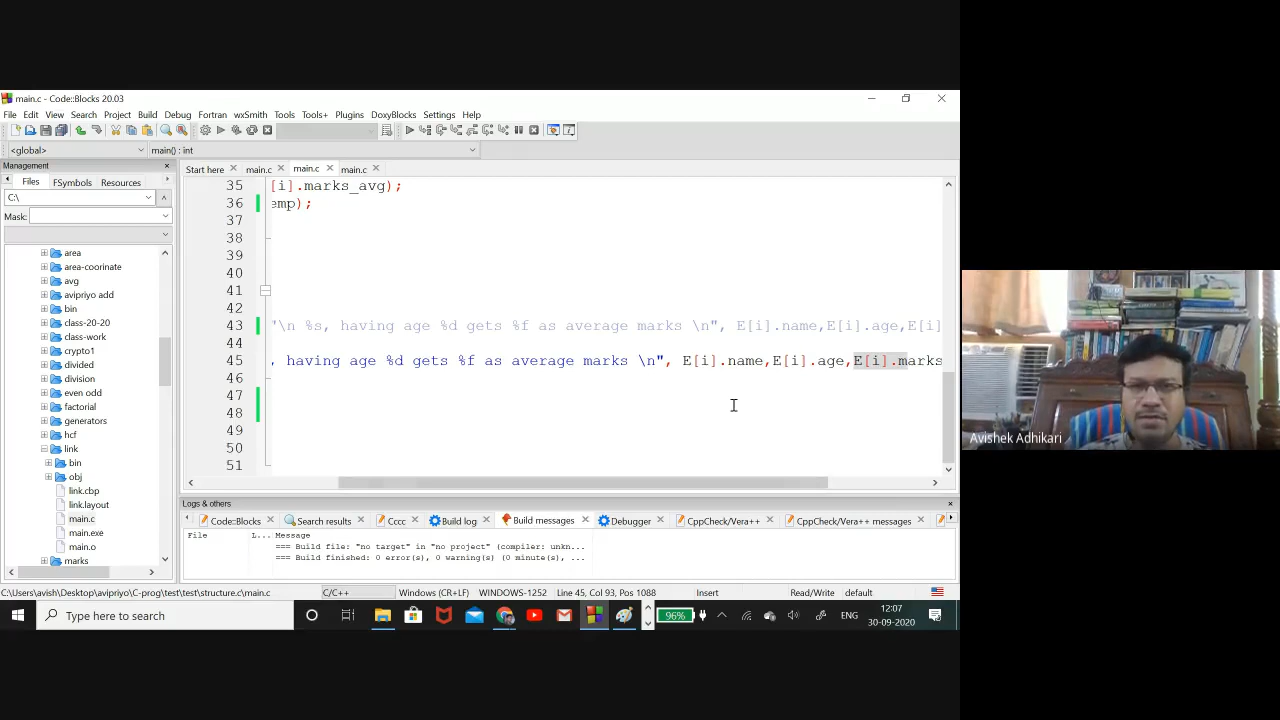 main.c - Code::Blocks 20.03
File Edit View Search Project Build Debug Fortran wxSmith Tools Tools+ Plugins DoxyBlocks Settings Help
<global> main() : int
Management
Files FSymbols Resources
C:\
Mask:
area
area-coorinate
avg
avipriyo add
bin
class-20-20
class-work
crypto1
divided
division
even odd
factorial
generators
hcf
link
bin
obj
link.cbp
link.layout
main.c
main.exe
main.o
marks
Start here main.c main.c main.c
35 [i].marks_avg);
36 emp);
37
38
39
40
41
42
43 "\n %s, having age %d gets %f as average marks \n", E[i].name,E[i].age,E[i]
44
45 , having age %d gets %f as average marks \n", E[i].name,E[i].age,E[i].marks
46
47
48
49
50
51
Logs & others
Code::Blocks Search results Cccc Build log Build messages Debugger CppCheck/Vera++ CppCheck/Vera++ messages
File L... Message
=== Build file: "no target" in "no project" (compiler: unkn...
=== Build finished: 0 error(s), 0 warning(s) (0 minute(s), ...
C:\Users\avish\Desktop\avipriyo\C-prog\test\test\structure.c\main.c C/C++ Windows (CR+LF) WINDOWS-1252 Line 45, Col 93, Pos 1088 Insert Read/Write default
Type here to search
96%
ENG
12:07
30-09-2020
Avishek Adhikari